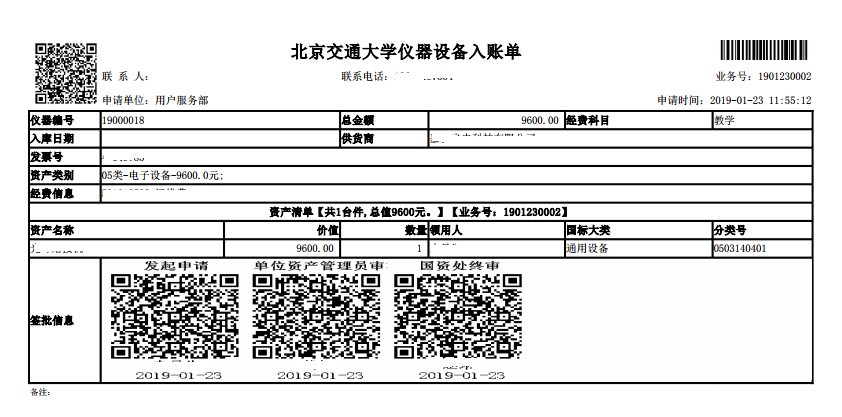 北京交通大学仪器设备入账单
联 系 人: 联系电话: 业务号: 1901230002
申请单位: 用户服务部 申请时间: 2019-01-23 11:55:12
仪器编号 19000018 总金额 9600.00 经费科目 教学
入库日期 供货商
发票号
资产类别 05类-电子设备-9600.0元;
经费信息
资产清单【共1台件, 总值9600元。】【业务号: 1901230002】
资产名称 价值 数量 领用人 国标大类 分类号
9600.00 1 通用设备 0503140401
发起申请 单位资产管理员审 国资处终审
签批信息
2019-01-23 2019-01-23 2019-01-23
备注: